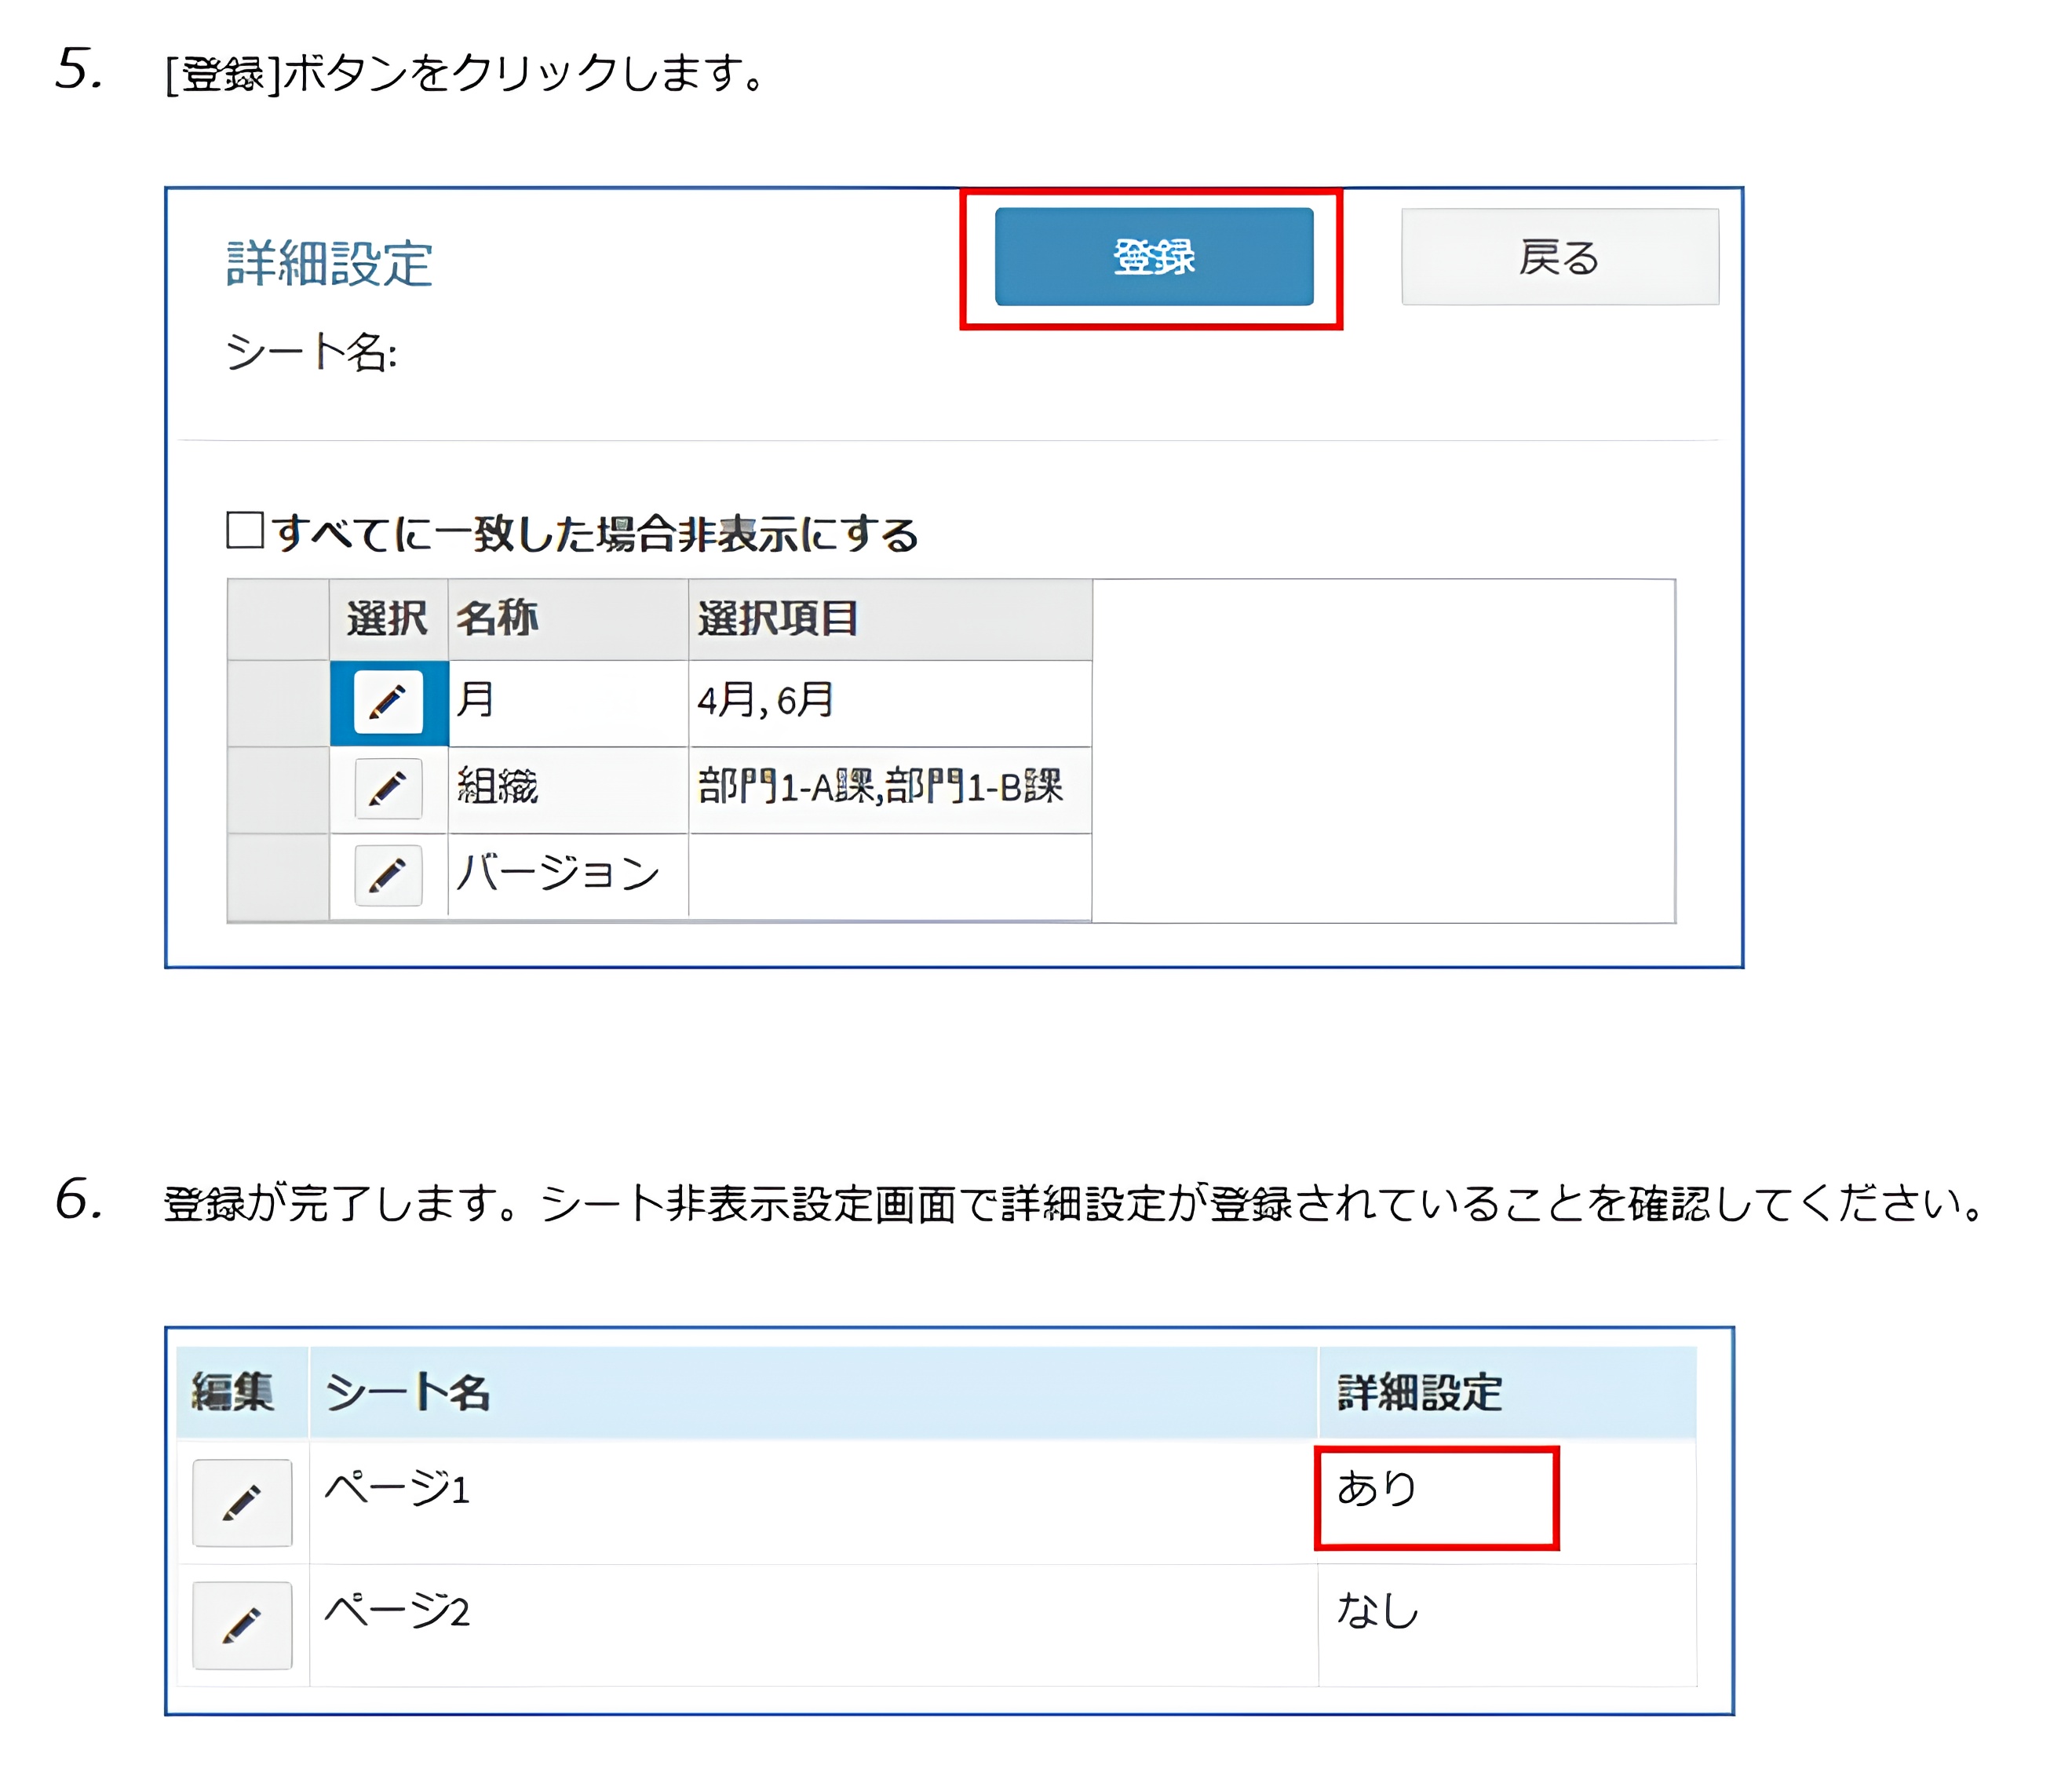 5. [登録]ボタンをクリックします。
詳細設定 登録 戻る
シート名:
すべてに一致した場合非表示にする
選択 名称 選択項目
月 4月, 6月
組織 部門1-A課,部門1-B課
バージョン
6. 登録が完了します。シート非表示設定画面で詳細設定が登録されていることを確認してください。
編集 シート名 詳細設定
ページ1 あり
ページ2 なし